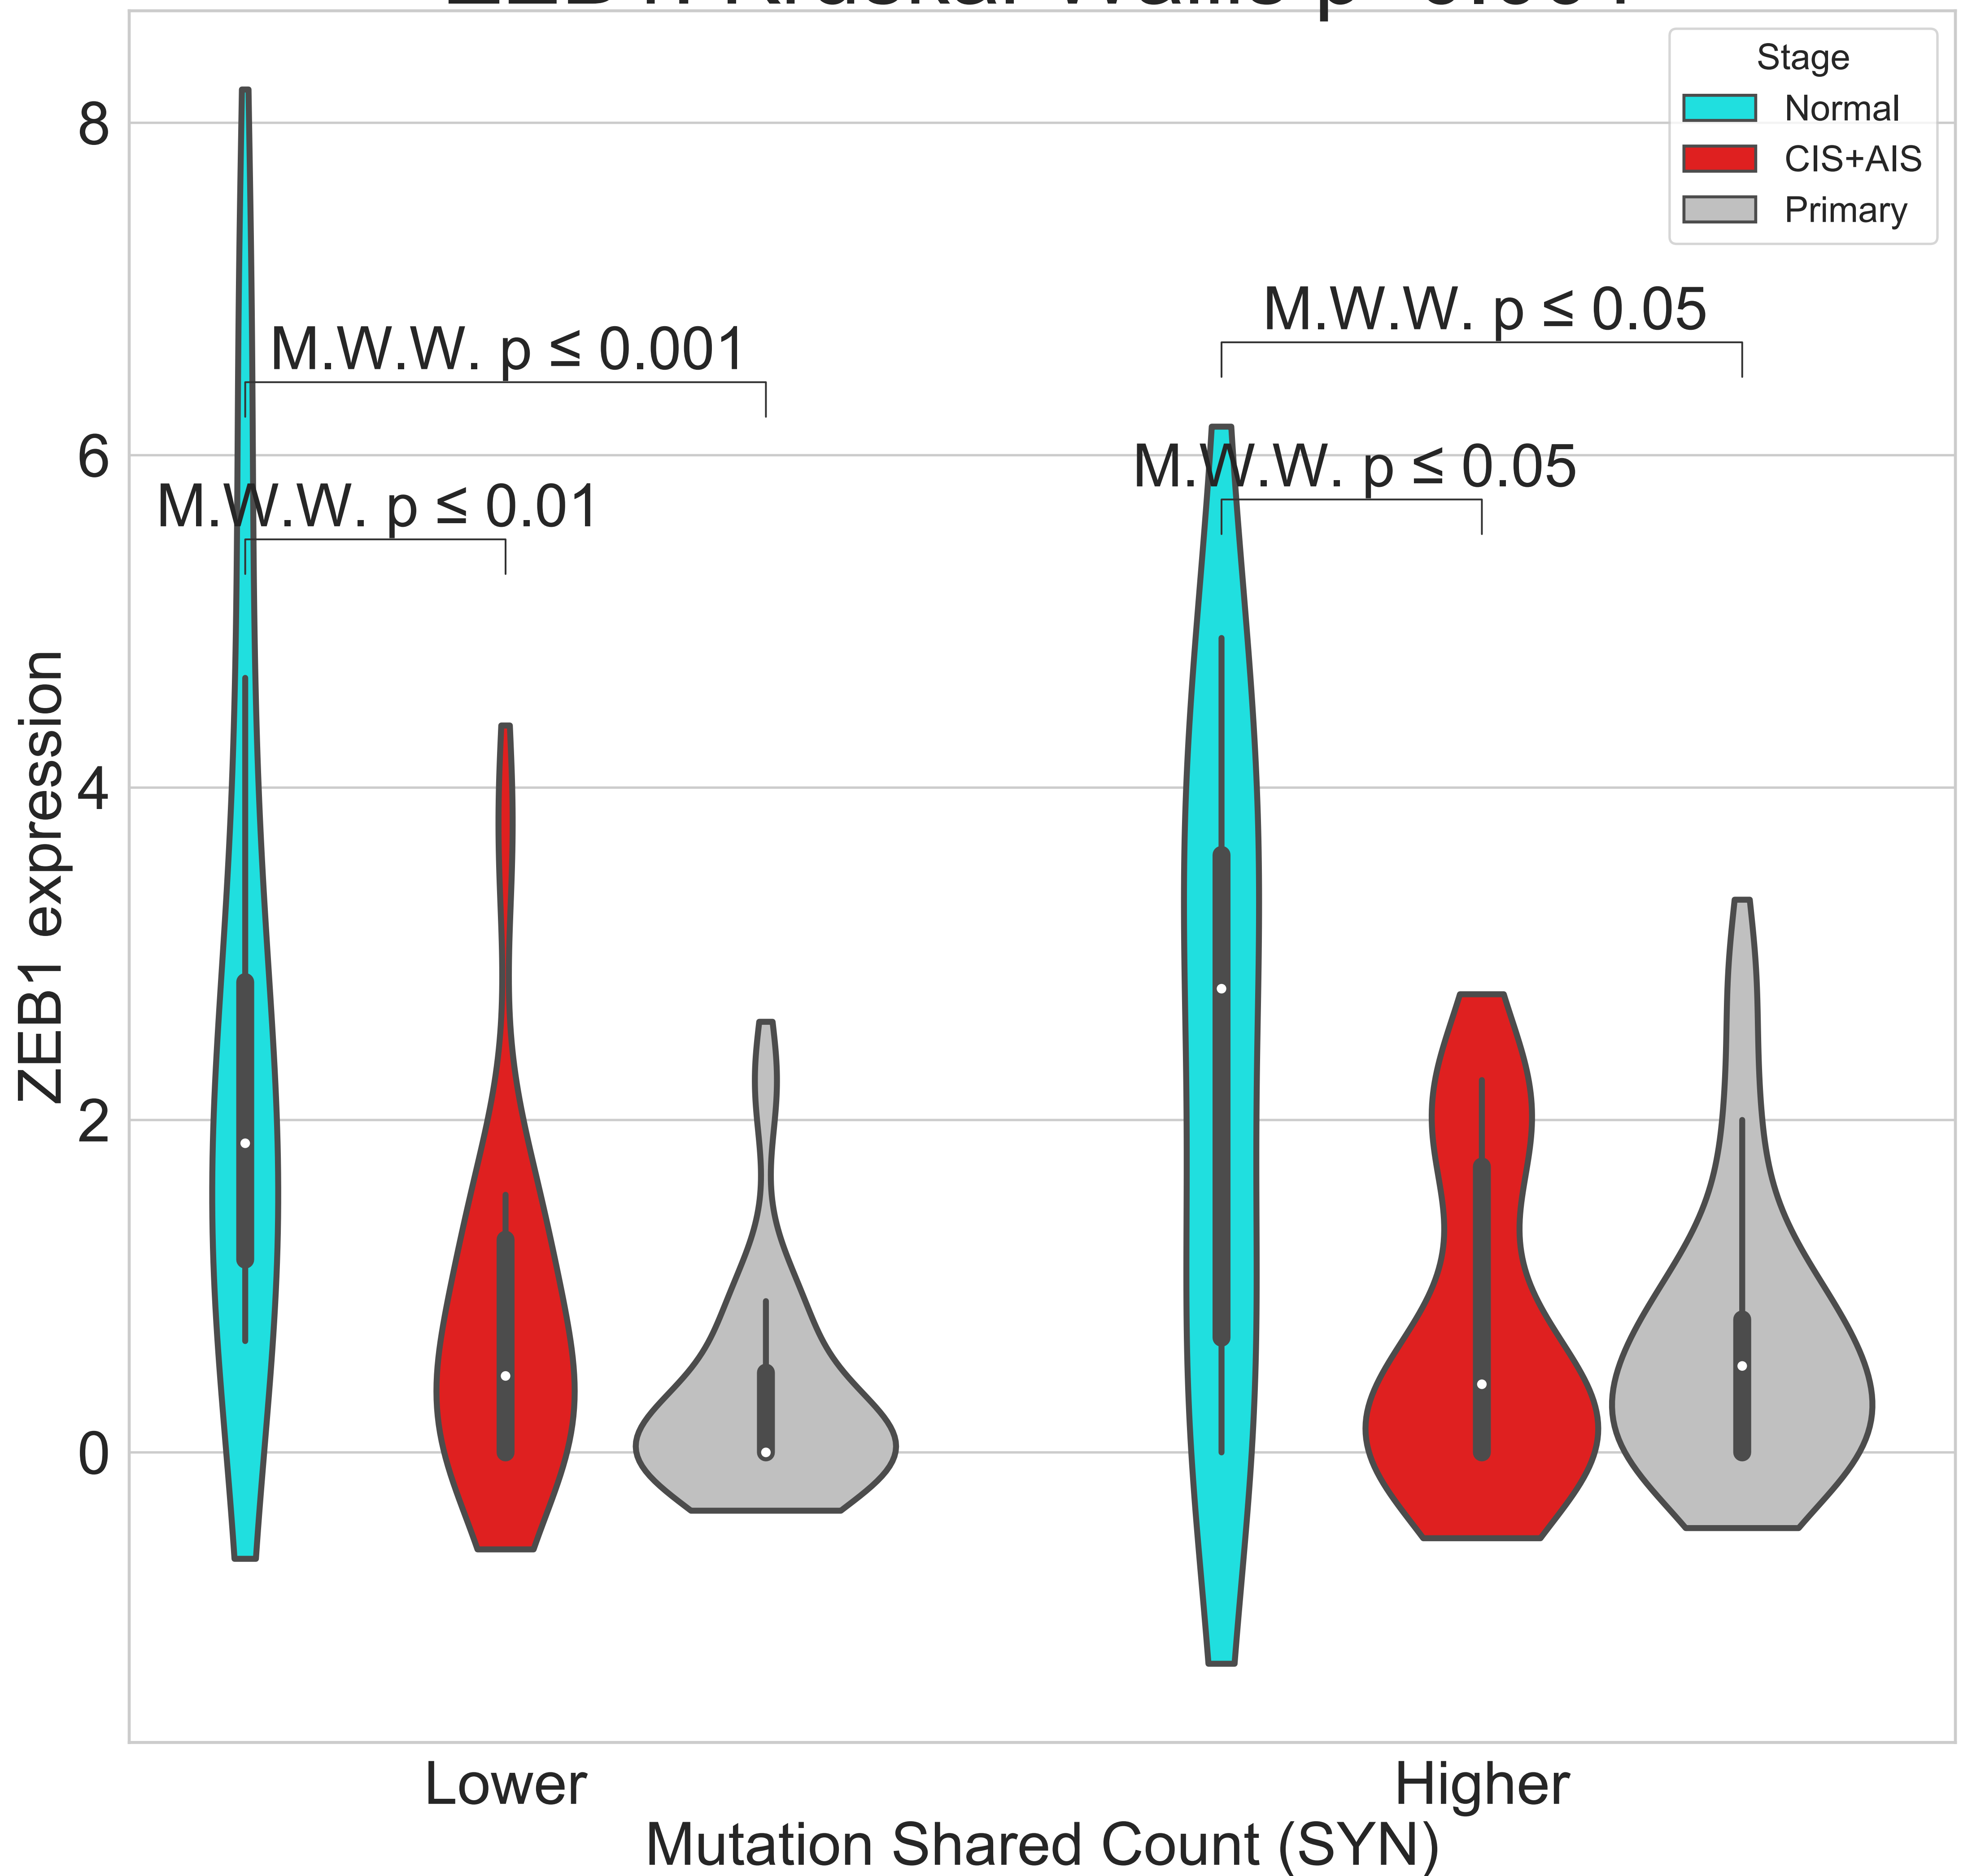 Stage
Normal
CIS+AIS
Primary
8
6
4
2
0
ZEB1 expression
M.W.W. p ≤ 0.001
M.W.W. p ≤ 0.01
M.W.W. p ≤ 0.05
M.W.W. p ≤ 0.05
Lower
Higher
Mutation Shared Count (SYN)